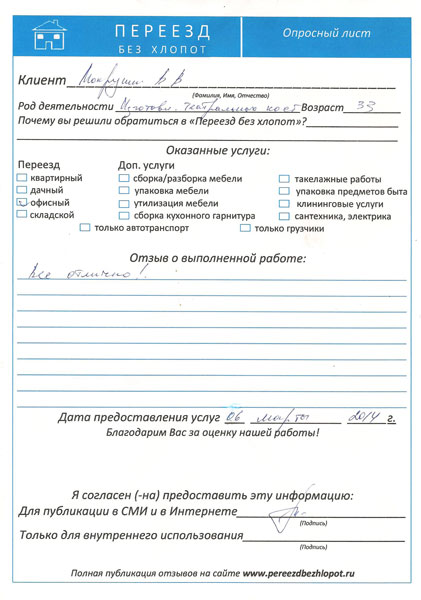 ПЕРЕЕЗД
БЕЗ ХЛОПОТ
Опросный лист
Клиент В В
(Фамилия, Имя, Отчество)
Род деятельности Изготовл. театральных кост Возраст 33
Почему вы решили обратиться в «Переезд без хлопот»?
Оказанные услуги:
Переезд Доп. услуги
квартирный сборка/разборка мебели такелажные работы
дачный упаковка мебели упаковка предметов быта
офисный утилизация мебели клининговые услуги
складской сборка кухонного гарнитура сантехника, электрика
только автотранспорт только грузчики
Отзыв о выполненной работе:
Все отлично!
Дата предоставления услуг 06 марта 2014 г.
Благодарим Вас за оценку нашей работы!
Я согласен (-на) предоставить эту информацию:
Для публикации в СМИ и в Интернете
(Подпись)
Только для внутреннего использования
(Подпись)
Полная публикация отзывов на сайте www.pereezdbezhlopot.ru